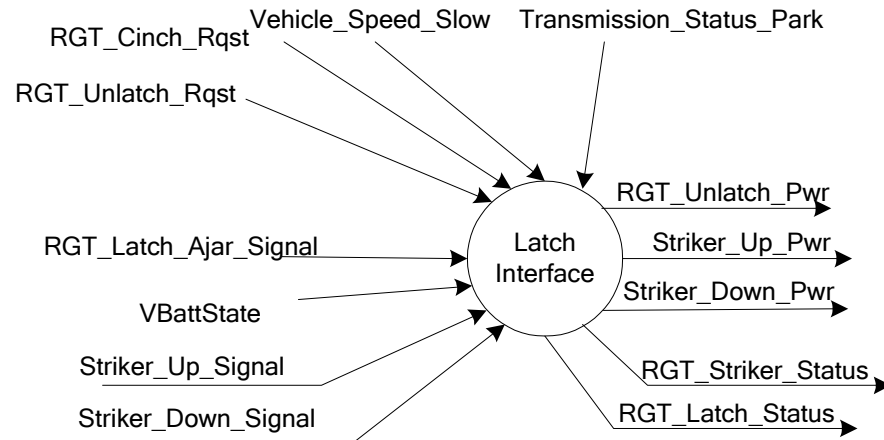 Vehicle_Speed_Slow
Transmission_Status_Park
RGT_Cinch_Rqst
RGT_Unlatch_Rqst
RGT_Unlatch_Pwr
RGT_Latch_Ajar_Signal
Latch
Interface
Striker_Up_Pwr
Striker_Down_Pwr
VBattState
Striker_Up_Signal
RGT_Striker_Status
Striker_Down_Signal
RGT_Latch_Status